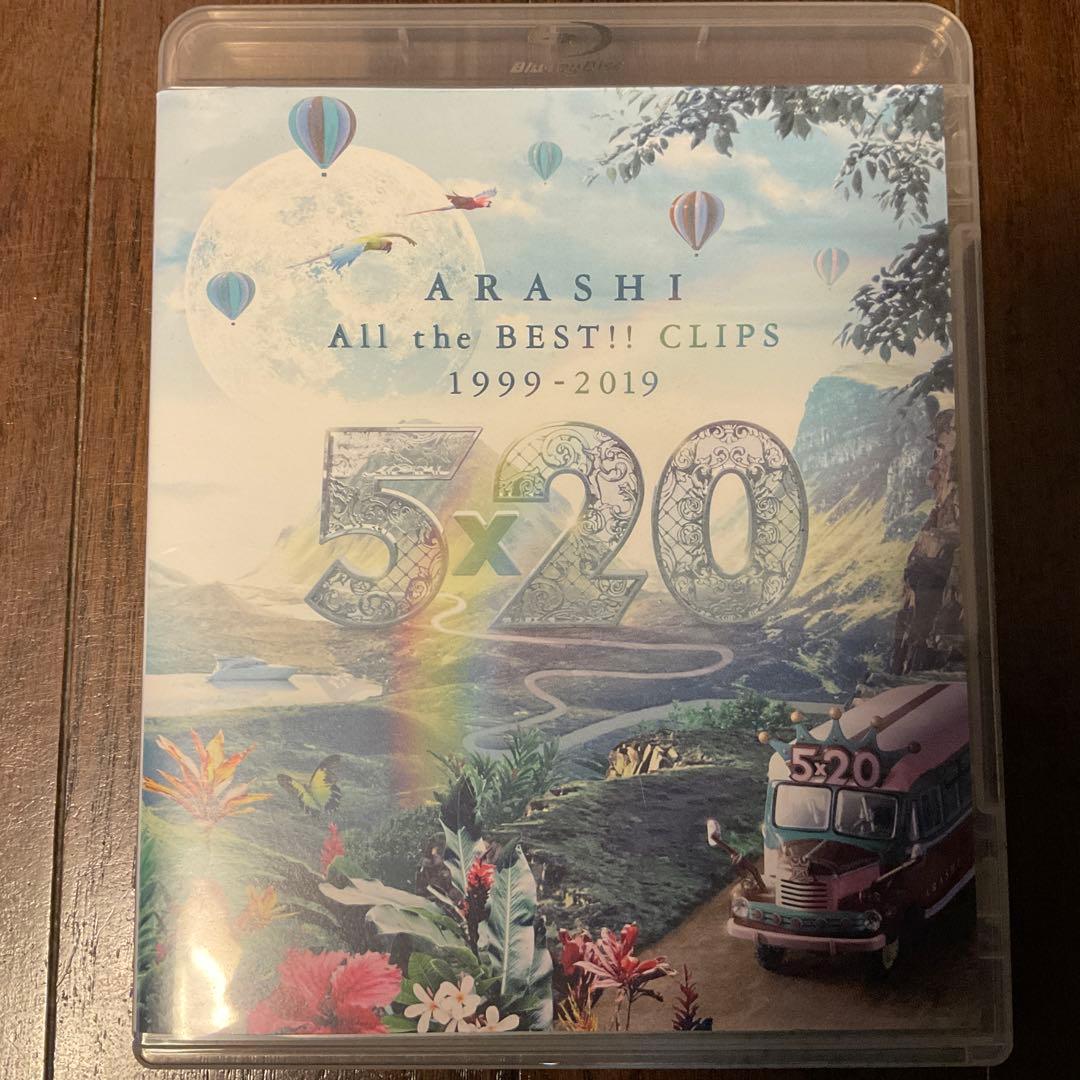 Blu-ray Disc
ARASHI
All the BEST!! CLIPS
1999-2019
5x20
5x20